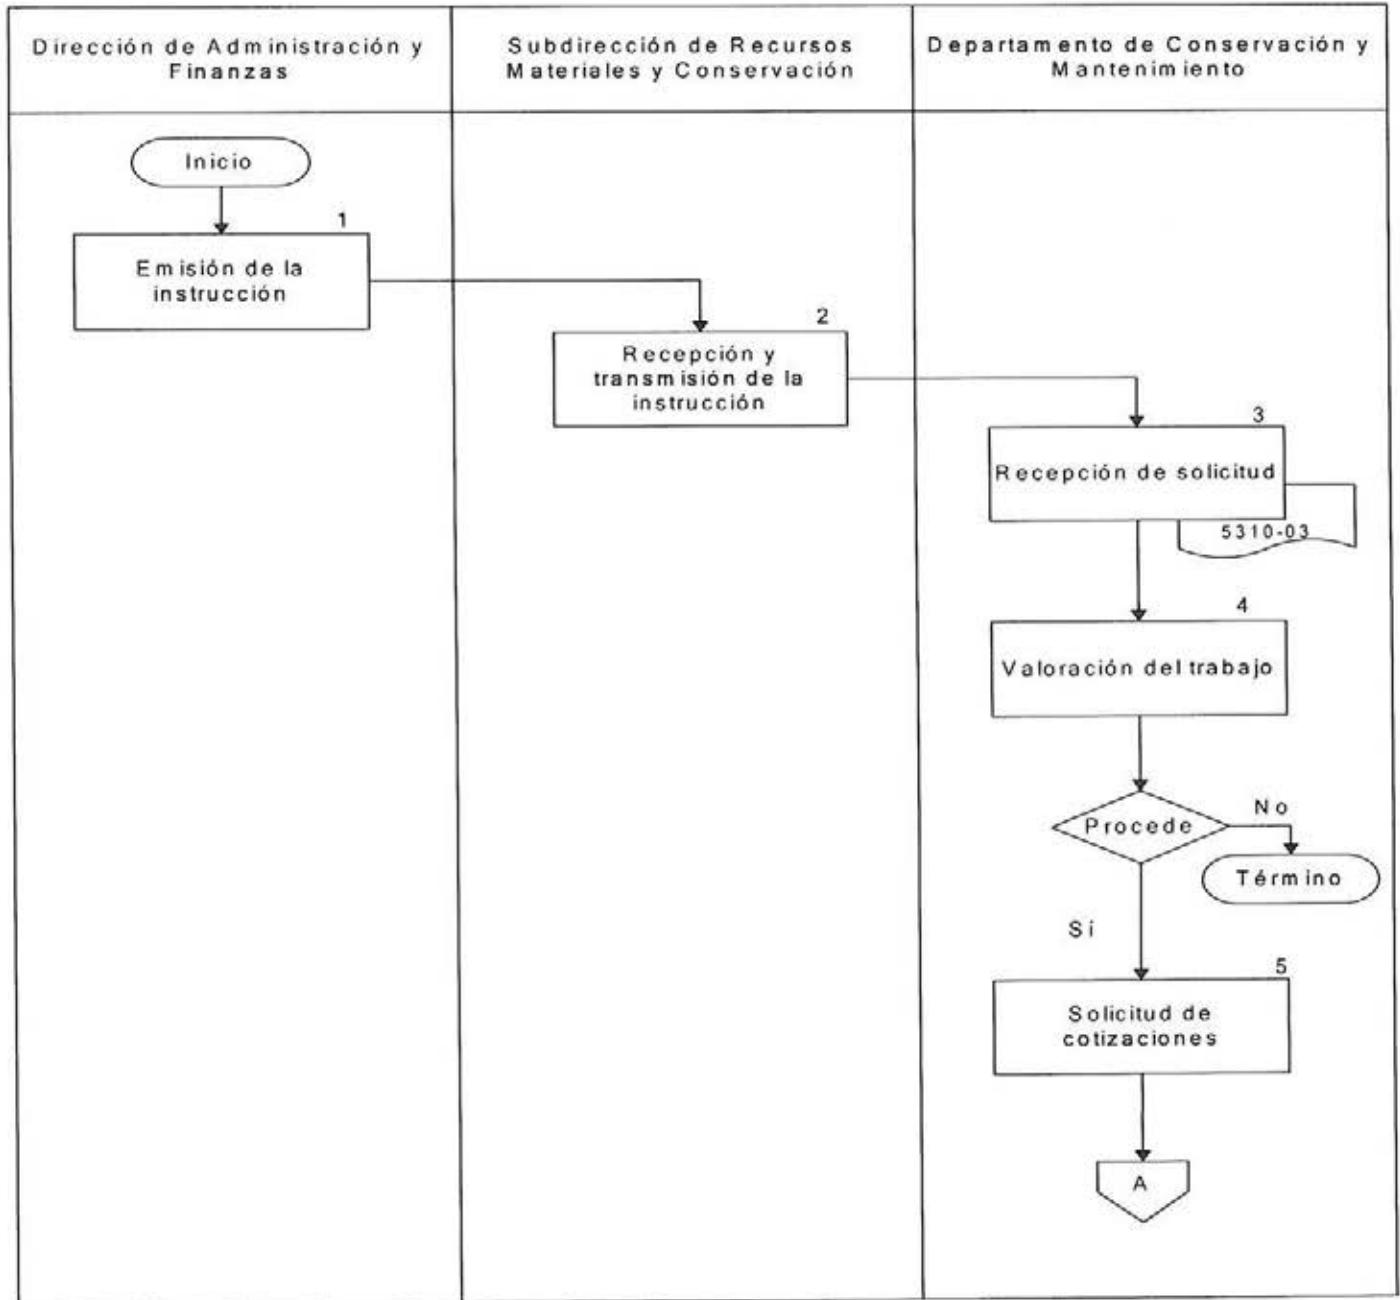 Dirección de Administración y
Finanzas
Subdirección de Recursos
Materiales y Conservación
Departamento de Conservación y
Mantenimiento
Inicio
1
Emisión de la
instrucción
2
Recepción y
transmisión de la
instrucción
3
Recepción de solicitud
5310-03
4
Valoración del trabajo
Procede
No
Término
Sí
5
Solicitud de
cotizaciones
A